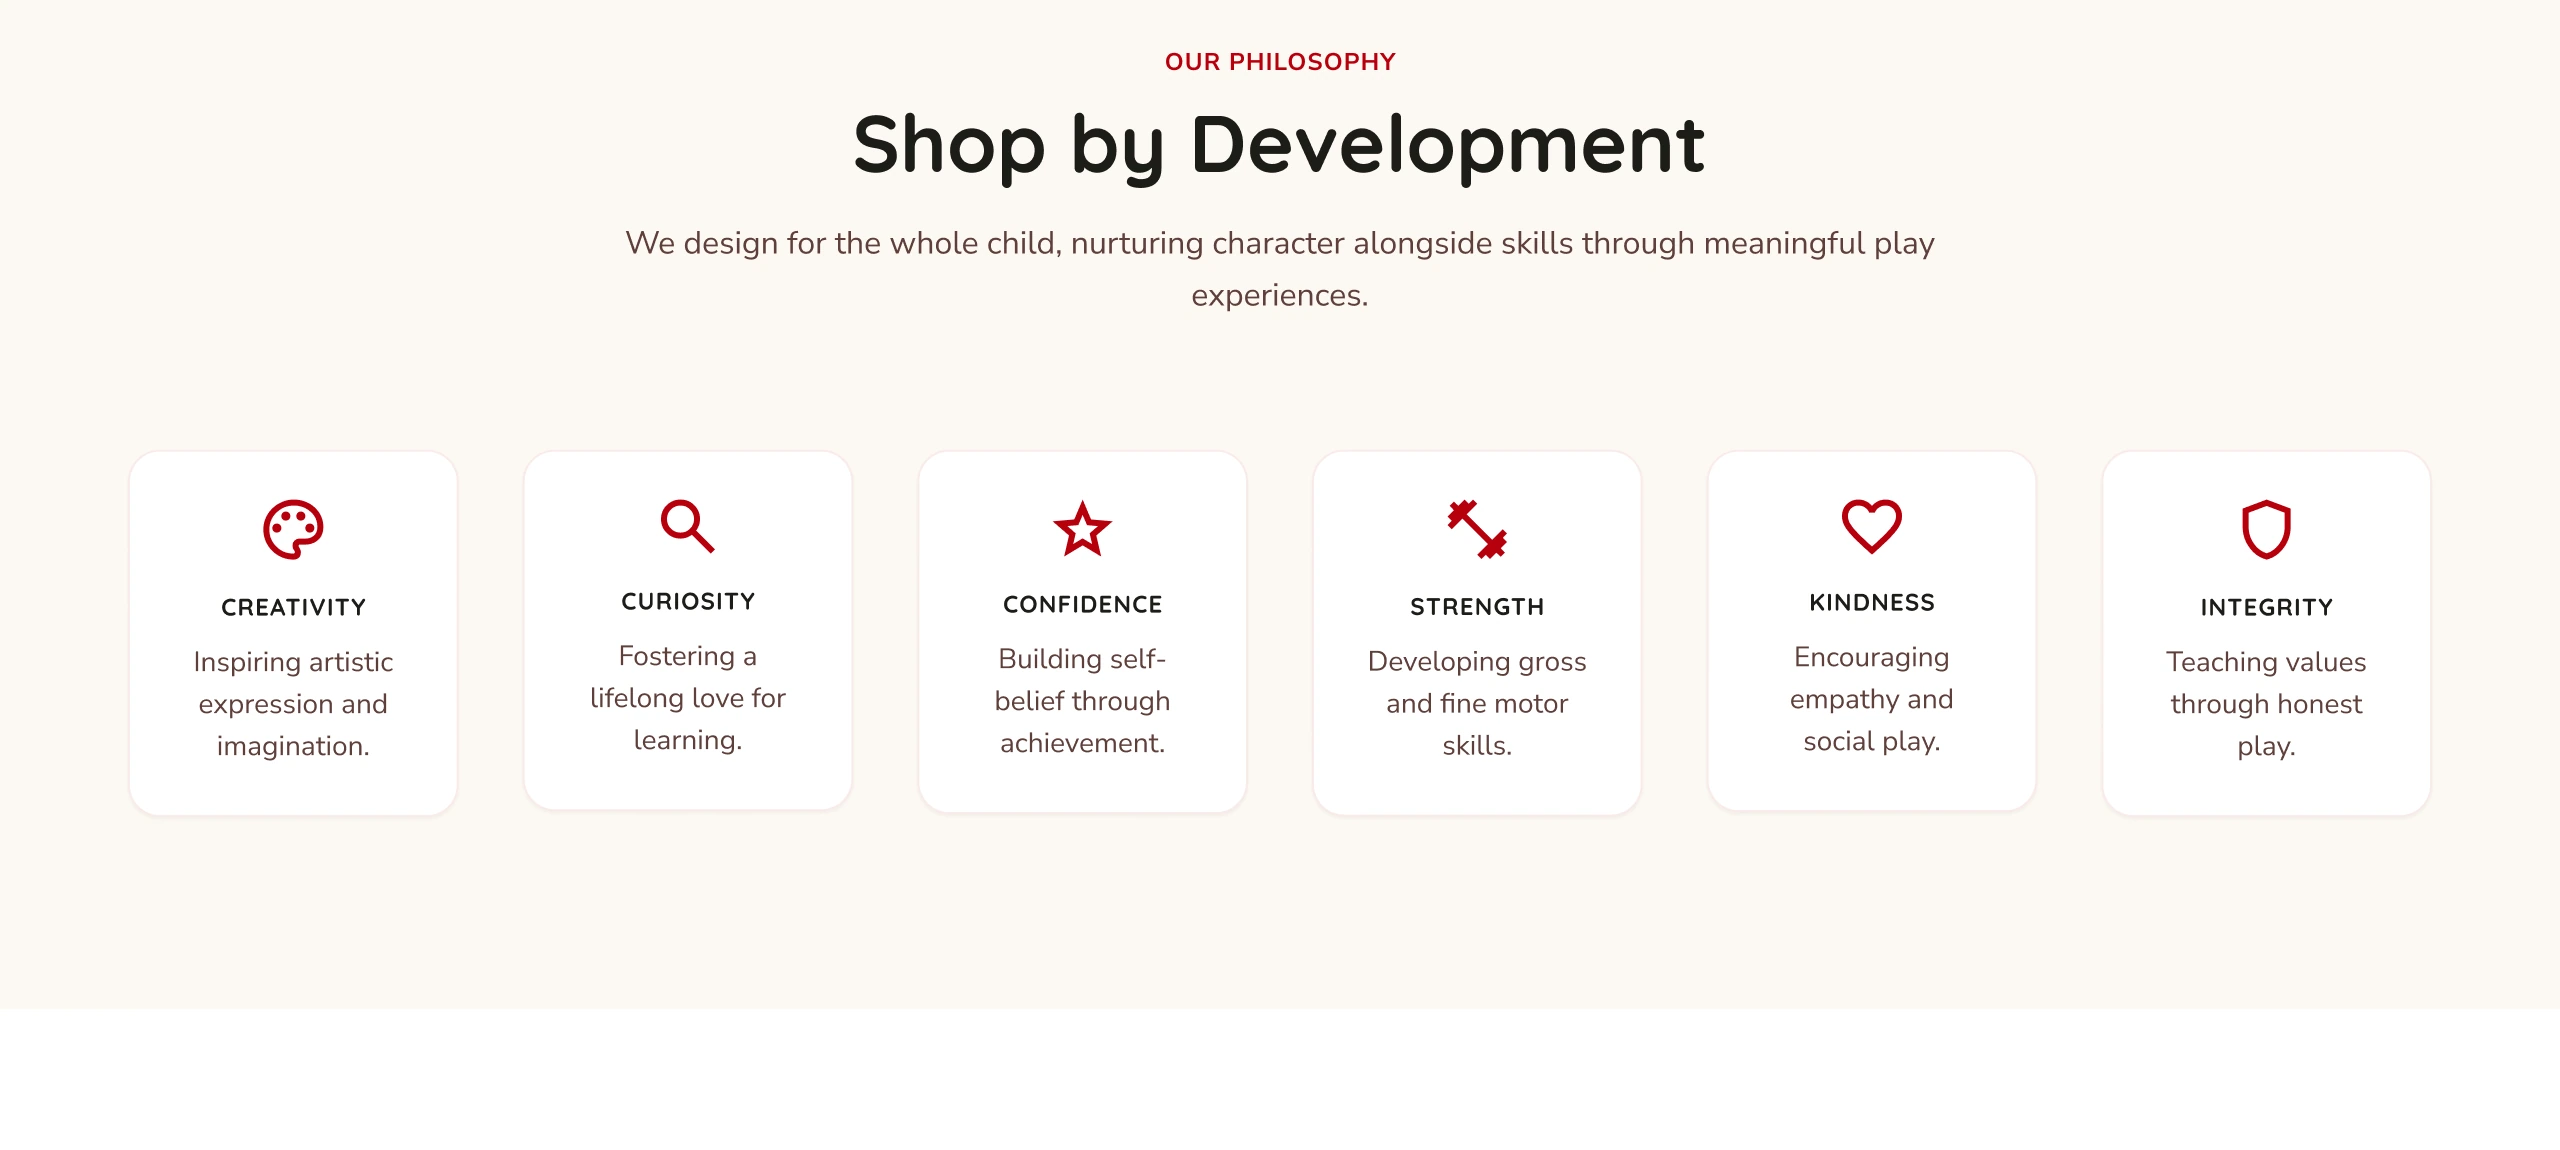 OUR PHILOSOPHY
Shop by Development
We design for the whole child, nurturing character alongside skills through meaningful play
experiences.
CREATIVITY
Inspiring artistic
expression and
imagination.
CURIOSITY
Fostering a
lifelong love for
learning.
CONFIDENCE
Building self-
belief through
achievement.
STRENGTH
Developing gross
and fine motor
skills.
KINDNESS
Encouraging
empathy and
social play.
INTEGRITY
Teaching values
through honest
play.